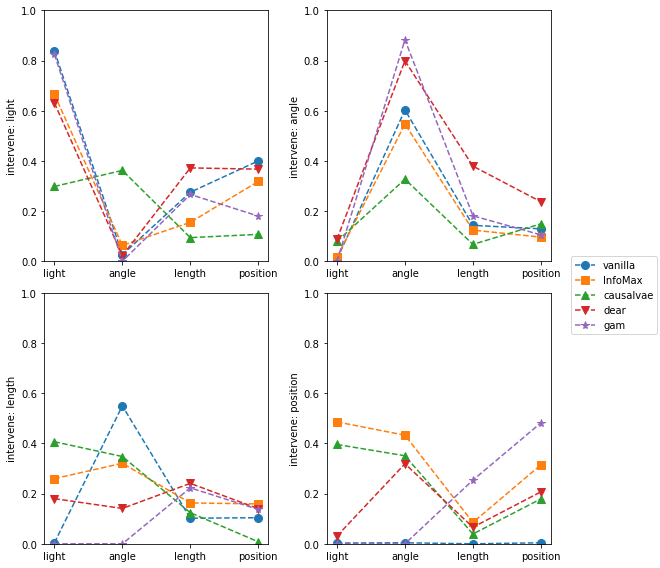 intervene: light
1.0
0.8
0.6
0.4
0.2
0.0
light angle length position
intervene: angle
1.0
0.8
0.6
0.4
0.2
0.0
light angle length position
vanilla
InfoMax
causalvae
dear
gam
intervene: length
1.0
0.8
0.6
0.4
0.2
0.0
light angle length position
intervene: position
1.0
0.8
0.6
0.4
0.2
0.0
light angle length position